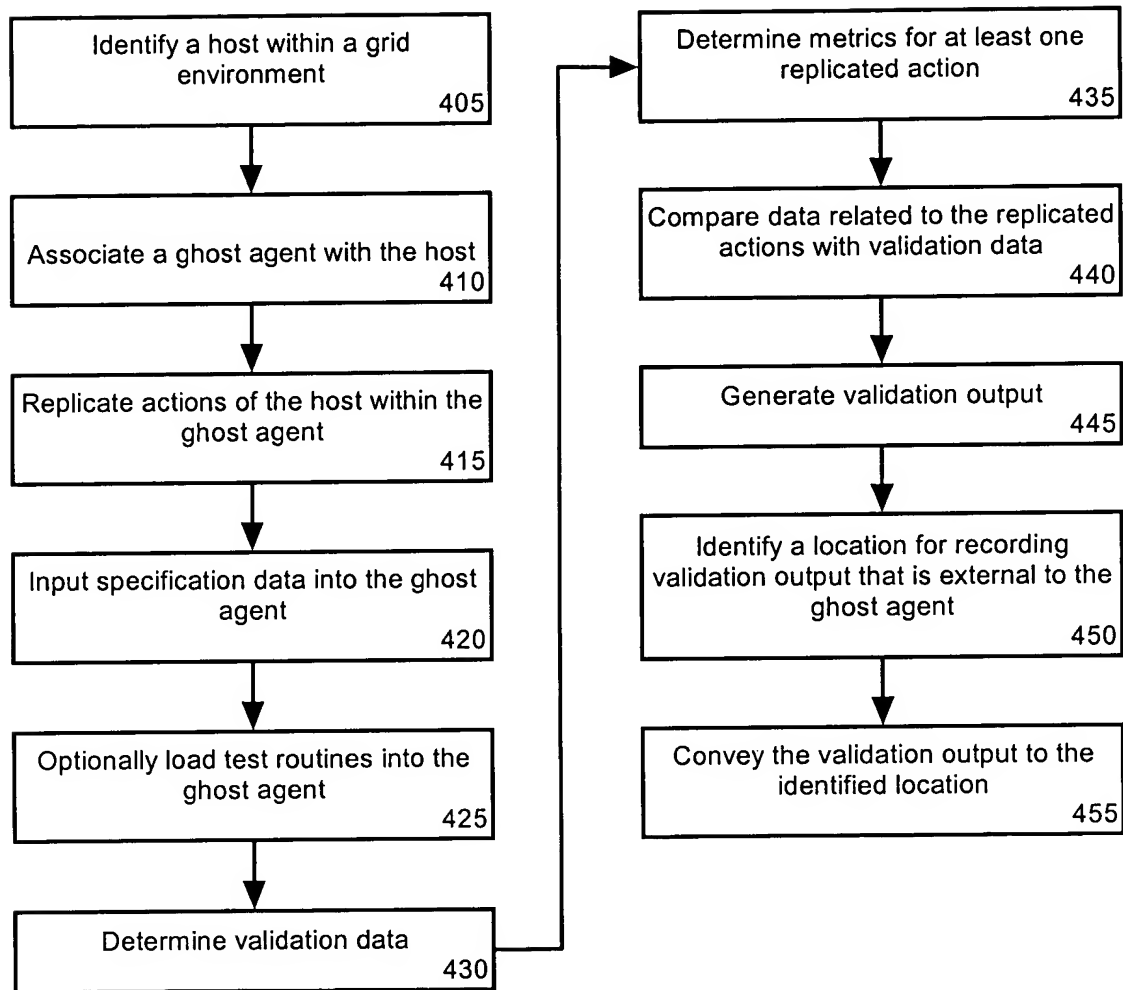 Identify a host within a grid
environment
405
Associate a ghost agent with the host
410
Replicate actions of the host within the
ghost agent
415
Input specification data into the ghost
agent
420
Optionally load test routines into the
ghost agent
425
Determine validation data
430
Determine metrics for at least one
replicated action
435
Compare data related to the replicated
actions with validation data
440
Generate validation output
445
Identify a location for recording
validation output that is external to the
ghost agent
450
Convey the validation output to the
identified location
455